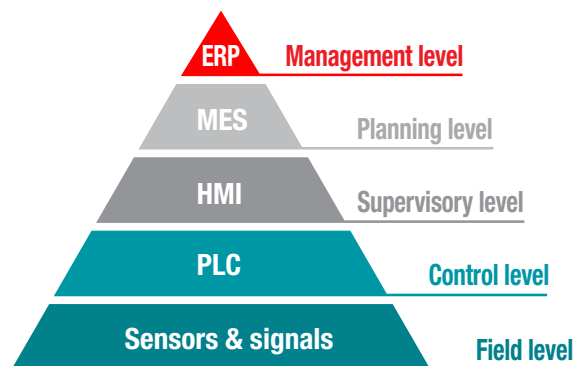 ERP Management level
MES Planning level
HMI Supervisory level
PLC Control level
Sensors & signals Field level